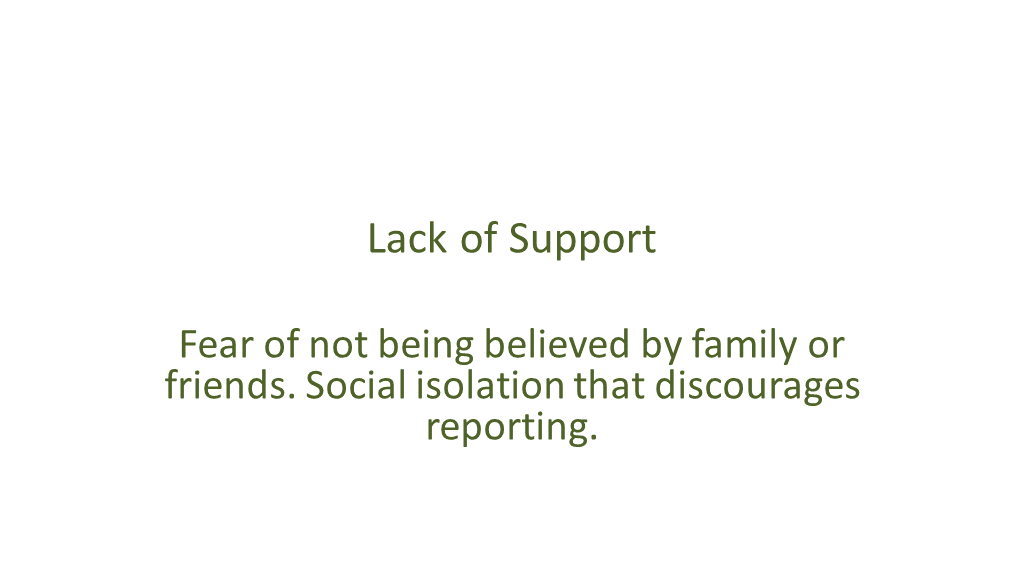 Lack of Support
Fear of not being believed by family or
friends. Social isolation that discourages
reporting.